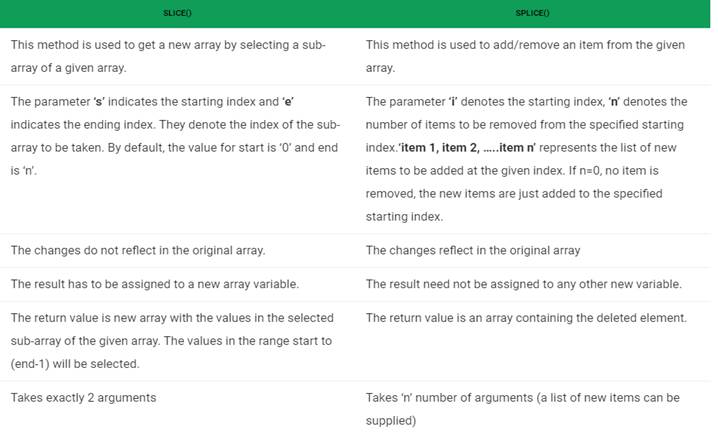 SLICE() SPLICE()
This method is used to get a new array by selecting a sub-
array of a given array.
This method is used to add/remove an item from the given
array.
The parameter ‘s’ indicates the starting index and ‘e’
indicates the ending index. They denote the index of the sub-
array to be taken. By default, the value for start is ‘0’ and end
is ‘n’.
The parameter ‘i’ denotes the starting index, ‘n’ denotes the
number of items to be removed from the specified starting
index.‘item 1, item 2, …..item n’ represents the list of new
items to be added at the given index. If n=0, no item is
removed, the new items are just added to the specified
starting index.
The changes do not reflect in the original array.
The changes reflect in the original array
The result has to be assigned to a new array variable.
The result need not be assigned to any other new variable.
The return value is new array with the values in the selected
sub-array of the given array. The values in the range start to
(end-1) will be selected.
The return value is an array containing the deleted element.
Takes exactly 2 arguments
Takes ‘n’ number of arguments (a list of new items can be
supplied)